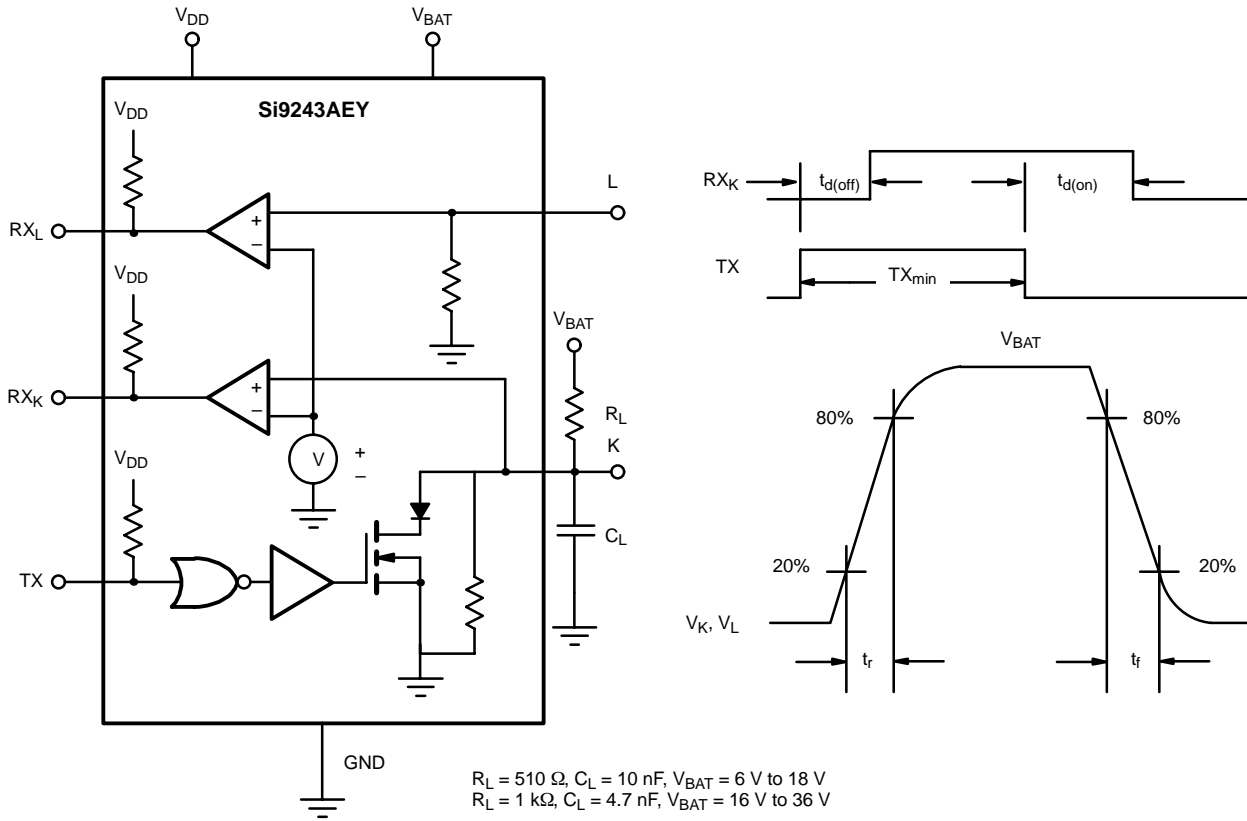 VDD
VBAT
Si9243AEY
VDD
L
+
–
RXL
VDD
VBAT
+
–
RXK
RL
K
VDD
V
+
–
CL
TX
GND
RXK
td(off)
td(on)
TX
TXmin
VBAT
80%
80%
20%
20%
VK, VL
tr
tf
RL = 510 Ω, CL = 10 nF, VBAT = 6 V to 18 V
RL = 1 kΩ, CL = 4.7 nF, VBAT = 16 V to 36 V